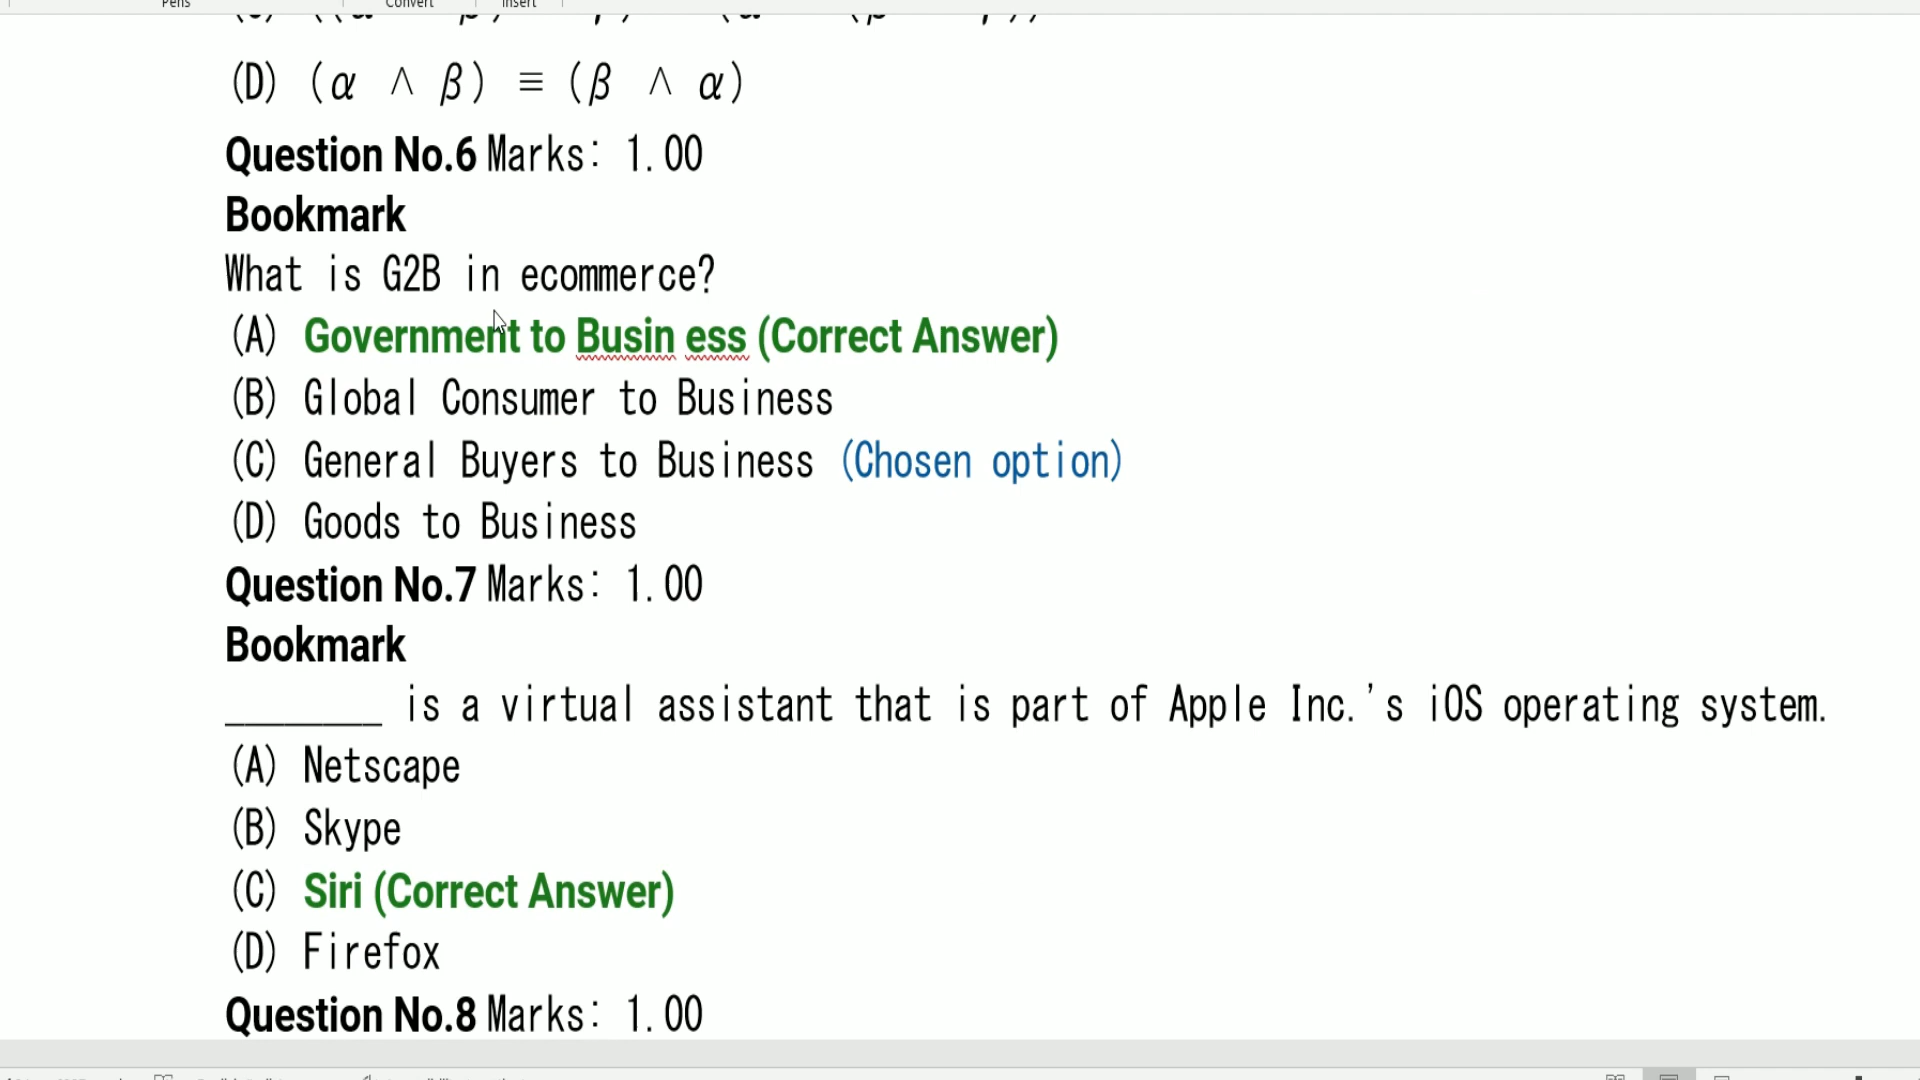 Pens Convert Insert
(D) (α ∧ β) ≡ (β ∧ α)
Question No.6 Marks: 1.00
Bookmark
What is G2B in ecommerce?
(A) Government to Busin ess (Correct Answer)
(B) Global Consumer to Business
(C) General Buyers to Business (Chosen option)
(D) Goods to Business
Question No.7 Marks: 1.00
Bookmark
________ is a virtual assistant that is part of Apple Inc.'s iOS operating system.
(A) Netscape
(B) Skype
(C) Siri (Correct Answer)
(D) Firefox
Question No.8 Marks: 1.00